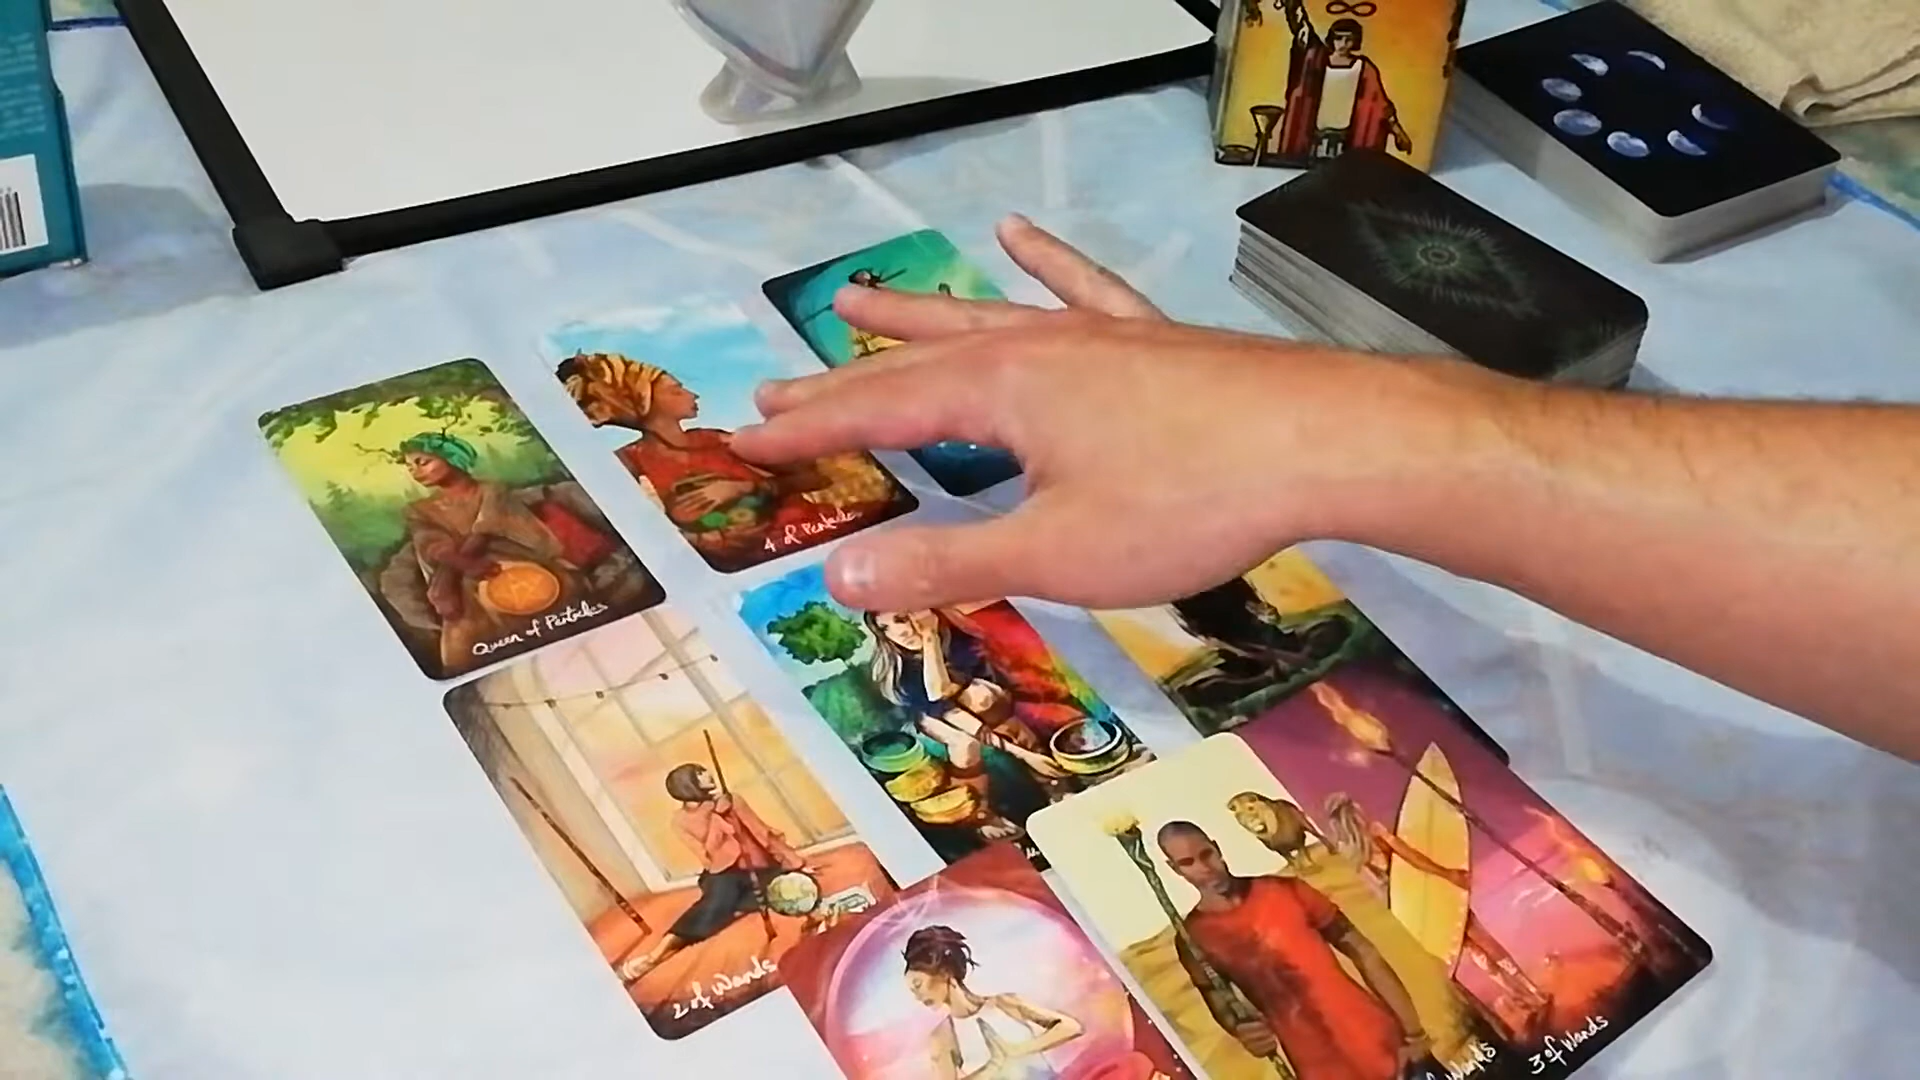 4 of Pentacles
Queen of Pentacles
2 of Wands
3 of Wands